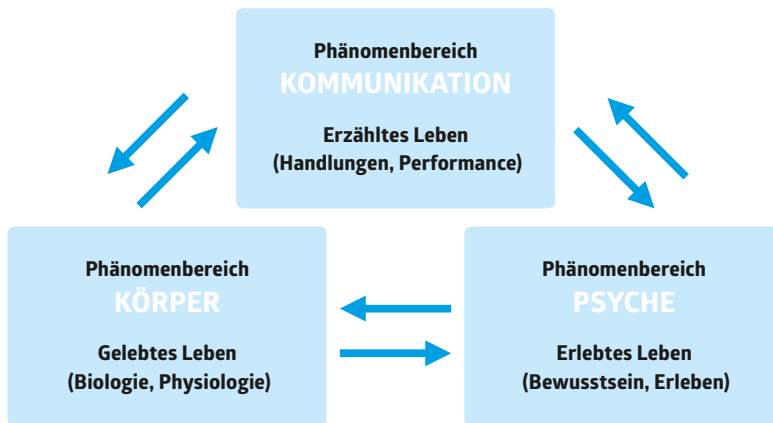 Phänomenbereich
KOMMUNIKATION
Erzähltes Leben
(Handlungen, Performance)
Phänomenbereich
KÖRPER
Gelebtes Leben
(Biologie, Physiologie)
Phänomenbereich
PSYCHE
Erlebtes Leben
(Bewusstsein, Erleben)